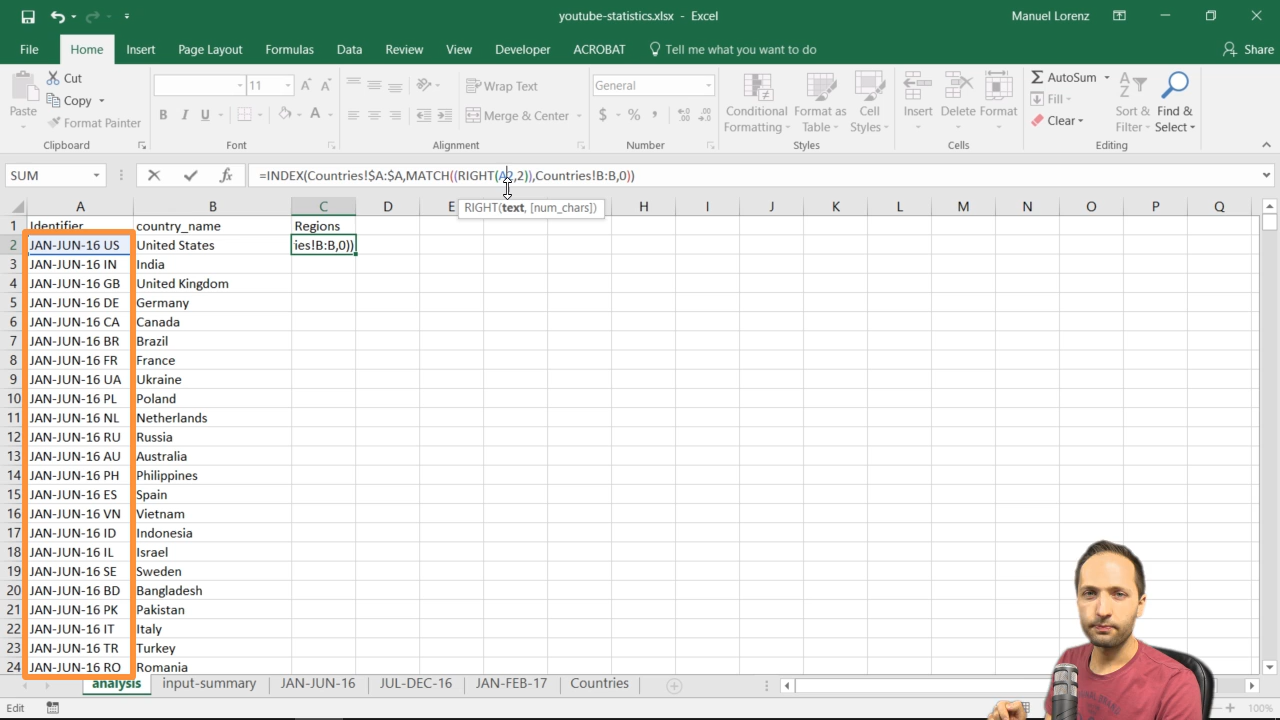 youtube-statistics.xlsx - Excel
Manuel Lorenz
File Home Insert Page Layout Formulas Data Review View Developer ACROBAT Tell me what you want to do Share
Paste
Cut
Copy
Format Painter
Clipboard
11 A A
B I U A
Font
Wrap Text
Merge & Center
Alignment
General
$ % ,
Number
Conditional Formatting
Format as Table
Cell Styles
Styles
Insert Delete Format
Cells
AutoSum
Fill
Clear
Sort & Filter
Find & Select
Editing
SUM fx =INDEX(Countries!$A:$A,MATCH((RIGHT(A2,2)),Countries!B:B,0))
RIGHT(text, [num_chars])
A B C D E H I J K L M N O P Q
1 Identifier country_name Regions
2 JAN-JUN-16 US United States ies!B:B,0))
3 JAN-JUN-16 IN India
4 JAN-JUN-16 GB United Kingdom
5 JAN-JUN-16 DE Germany
6 JAN-JUN-16 CA Canada
7 JAN-JUN-16 BR Brazil
8 JAN-JUN-16 FR France
9 JAN-JUN-16 UA Ukraine
10 JAN-JUN-16 PL Poland
11 JAN-JUN-16 NL Netherlands
12 JAN-JUN-16 RU Russia
13 JAN-JUN-16 AU Australia
14 JAN-JUN-16 PH Philippines
15 JAN-JUN-16 ES Spain
16 JAN-JUN-16 VN Vietnam
17 JAN-JUN-16 ID Indonesia
18 JAN-JUN-16 IL Israel
19 JAN-JUN-16 SE Sweden
20 JAN-JUN-16 BD Bangladesh
21 JAN-JUN-16 PK Pakistan
22 JAN-JUN-16 IT Italy
23 JAN-JUN-16 TR Turkey
24 JAN-JUN-16 RO Romania
analysis input-summary JAN-JUN-16 JUL-DEC-16 JAN-FEB-17 Countries
Edit 100%